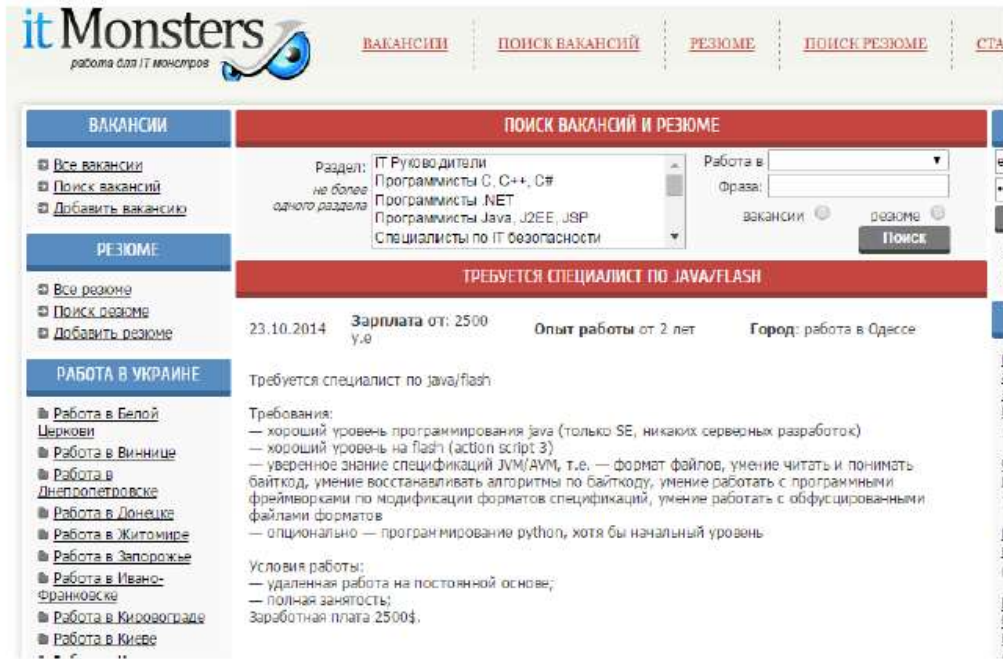 it Monsters
работа для IT монстров
ВАКАНСИИ
ПОИСК ВАКАНСИЙ
РЕЗЮМЕ
ПОИСК РЕЗЮМЕ
СТА
ВАКАНСИИ
Все вакансии
Поиск вакансий
Добавить вакансию
РЕЗЮМЕ
Все резюме
Поиск резюме
Добавить резюме
РАБОТА В УКРАИНЕ
Работа в Белой
Церкови
Работа в Виннице
Работа в
Днепропетровске
Работа в Донецке
Работа в Житомире
Работа в Запорожье
Работа в Ивано-
Франковске
Работа в Кировограде
Работа в Киеве
ПОИСК ВАКАНСИЙ И РЕЗЮМЕ
Раздел:
не более
одного раздела
IT Руководители
Программисты C, C++, C#
Программисты .NET
Программисты Java, J2EE, JSP
Специалисты по IT безопасности
Работа в
Фраза:
вакансии резюме
Поиск
ТРЕБУЕТСЯ СПЕЦИАЛИСТ ПО JAVA/FLASH
23.10.2014
Зарплата от: 2500
у.е
Опыт работы от 2 лет
Город: работа в Одессе
Требуется специалист по java/flash
Требования:
— хороший уровень программирования java (только SE, никаких серверных разработок)
— хороший уровень на flash (action script 3)
— уверенное знание спецификаций JVM/AVM, т.е. — формат файлов, умение читать и понимать
байткод, умение восстанавливать алгоритмы по байткоду, умение работать с программными
фреймворками по модификации форматов спецификаций, умение работать с обфусцированными
файлами форматов
— опционально — программирование python, хотя бы начальный уровень
Условия работы:
— удаленная работа на постоянной основе;
— полная занятость;
Заработная плата 2500$.